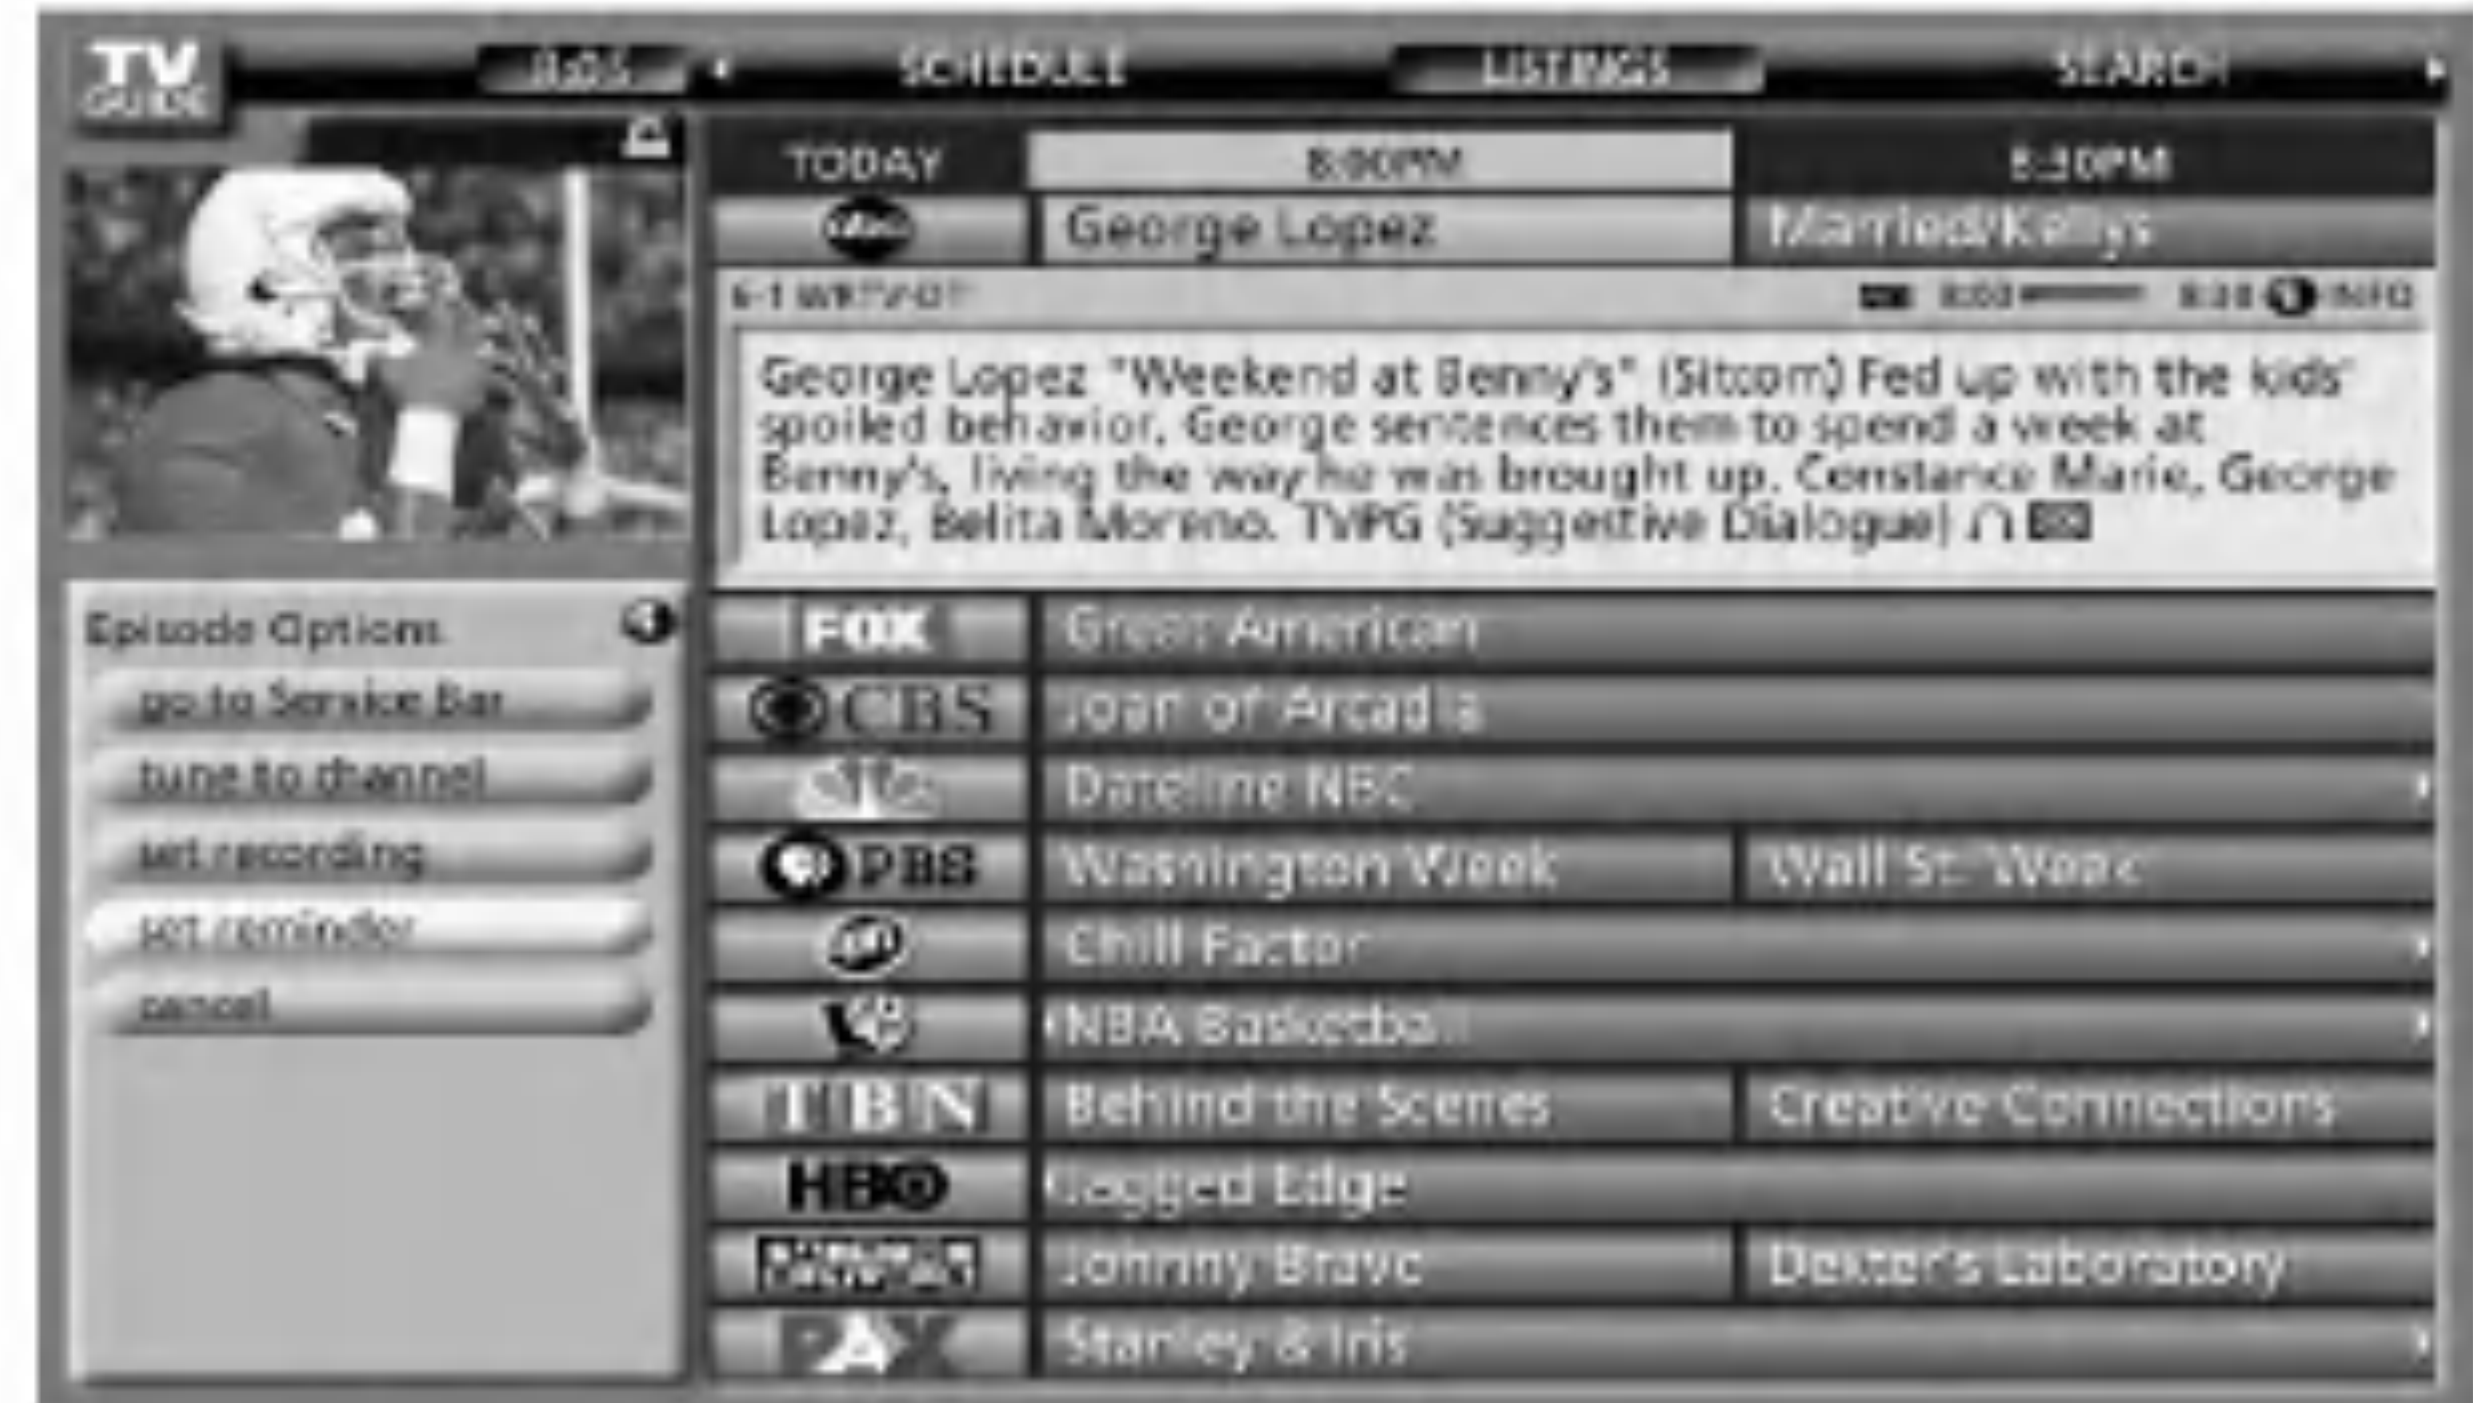 TV
GUIDE
8:05 SCHEDULE LISTINGS SEARCH
TODAY 8:00PM 8:30PM
abc George Lopez Married/Kellys
8:00 INFO
George Lopez "Weekend at Benny's" (Sitcom) Fed up with the kids'
spoiled behavior, George sentences them to spend a week at
Benny's, living the way he was brought up. Constance Marie, George
Lopez, Belita Moreno. TVPG (Suggestive Dialogue)
Episode Options
go to Service Bar
tune to channel
set recording
set reminder
cancel
FOX Great American
CBS Joan of Arcadia
Dateline NBC
PBS Washington Week Wall St. Week
Chill Factor
NBA Basketball
TBN Behind the Scenes Creative Connections
HBO Jagged Edge
Johnny Bravo Dexter's Laboratory
PAX Stanley & Iris